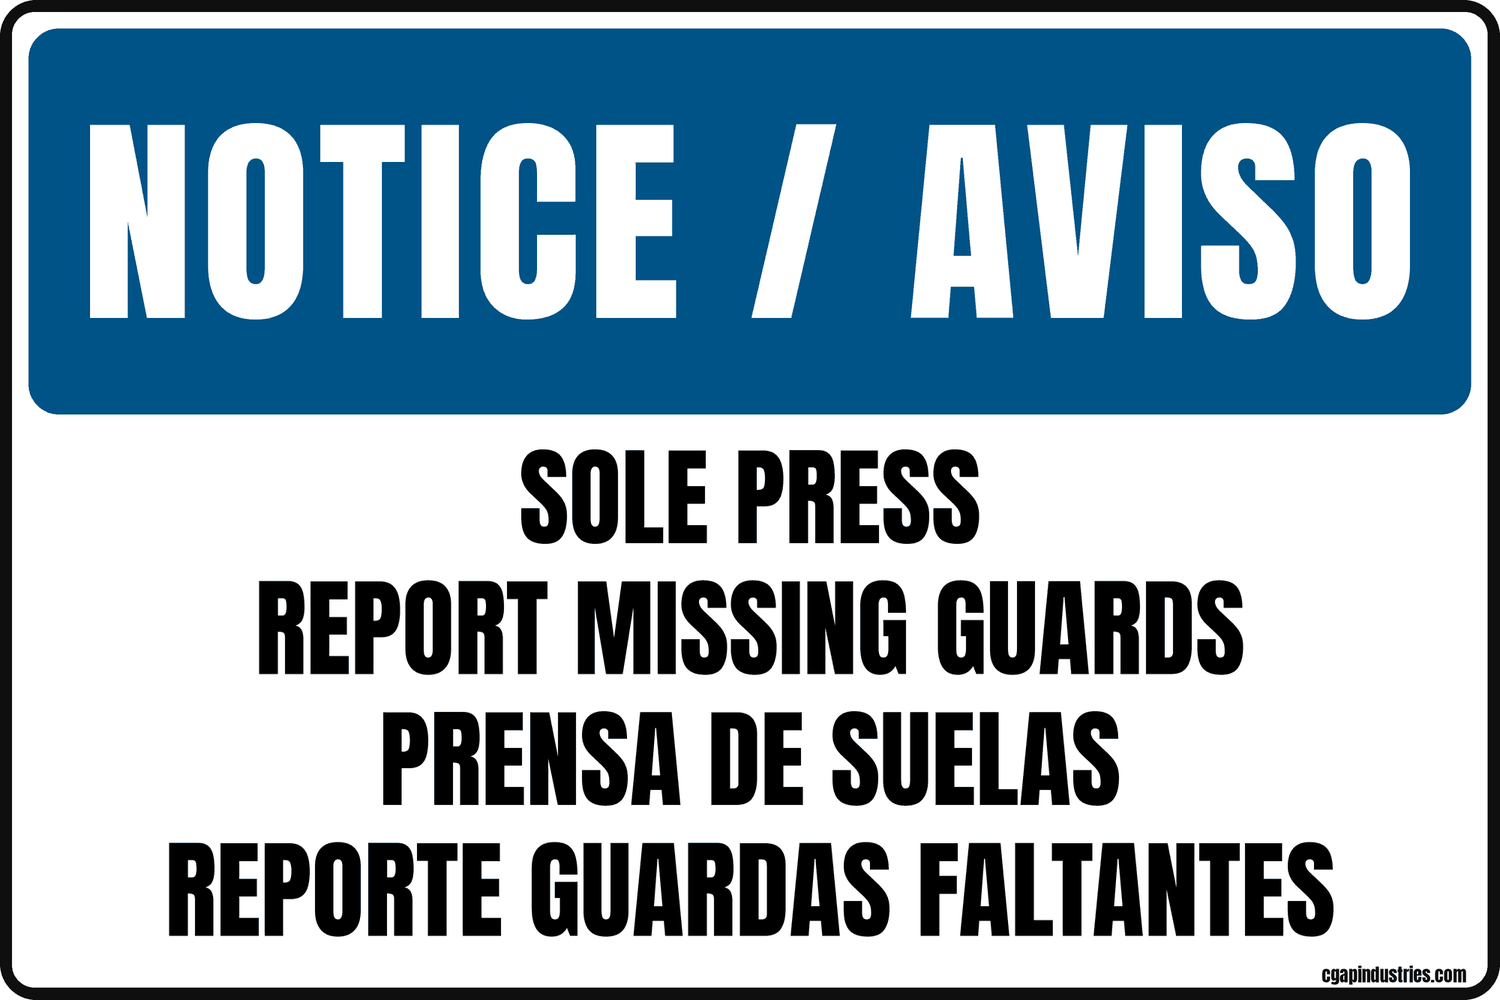 NOTICE / AVISO
SOLE PRESS
REPORT MISSING GUARDS
PRENSA DE SUELAS
REPORTE GUARDAS FALTANTES
cgapindustries.com